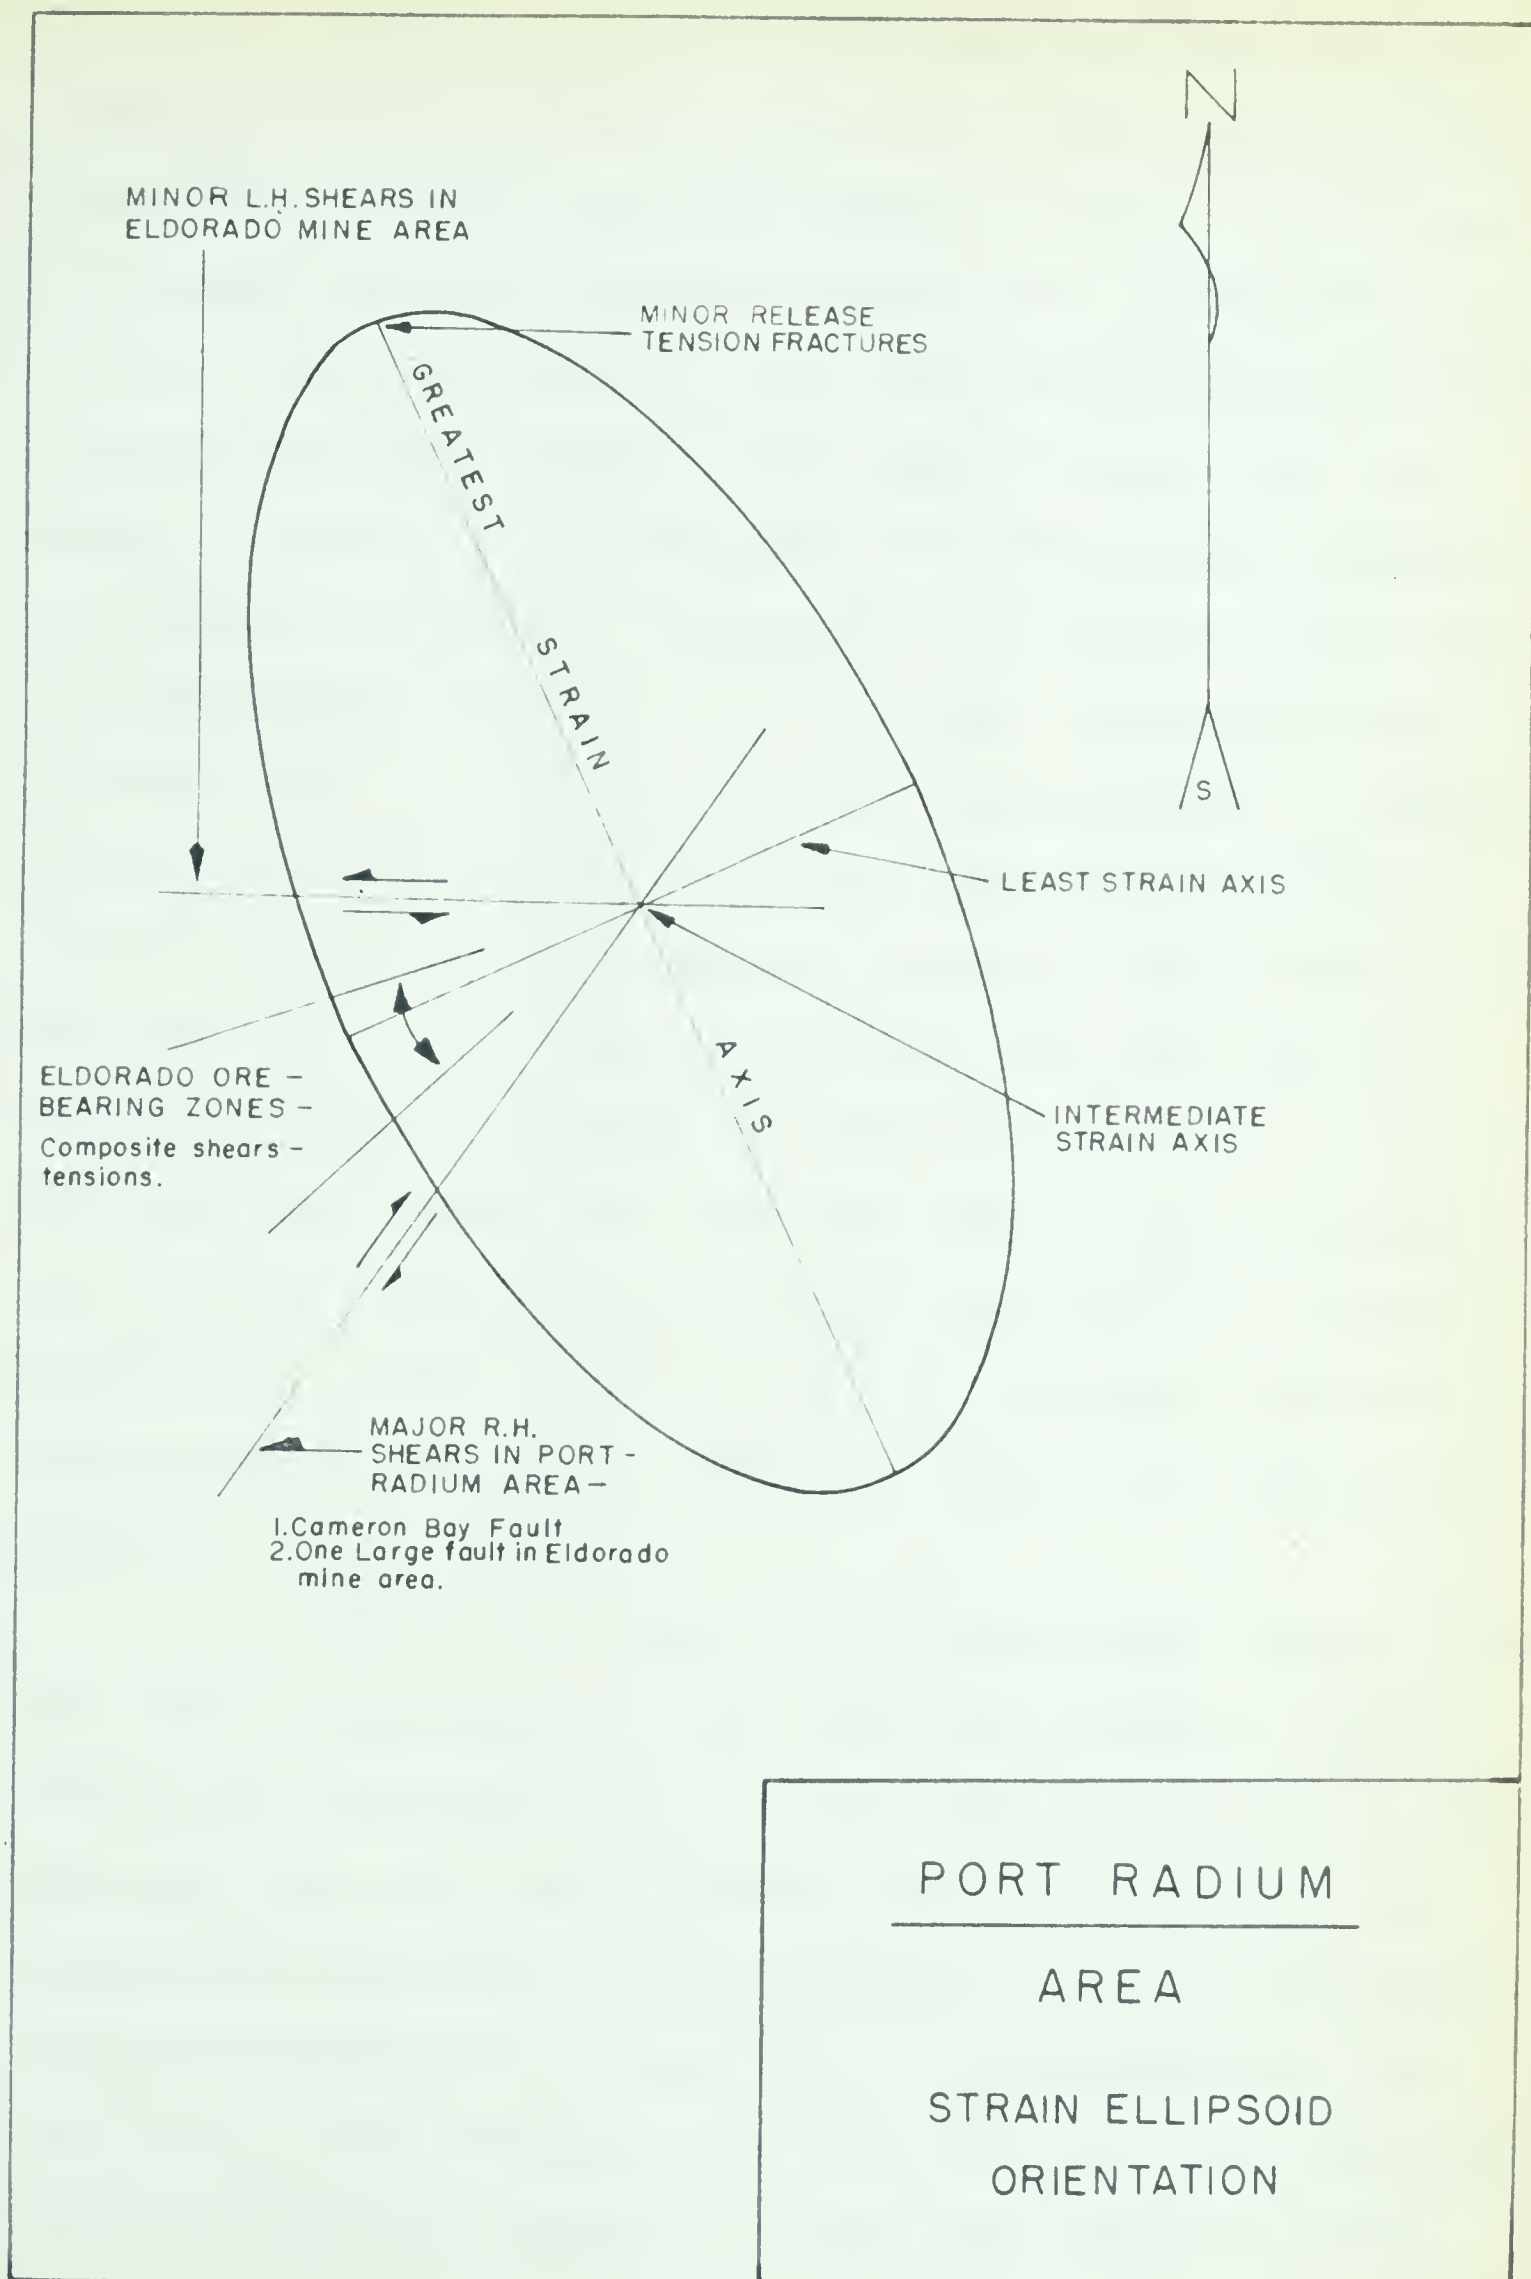 N
MINOR L.H. SHEARS IN
ELDORADO MINE AREA
MINOR RELEASE
TENSION FRACTURES
GREATEST STRAIN AXIS
S
LEAST STRAIN AXIS
ELDORADO ORE –
BEARING ZONES –
Composite shears –
tensions.
INTERMEDIATE
STRAIN AXIS
MAJOR R.H.
SHEARS IN PORT –
RADIUM AREA –
1.Cameron Bay Fault
2.One Large fault in Eldorado
mine area.
PORT RADIUM
AREA
STRAIN ELLIPSOID
ORIENTATION